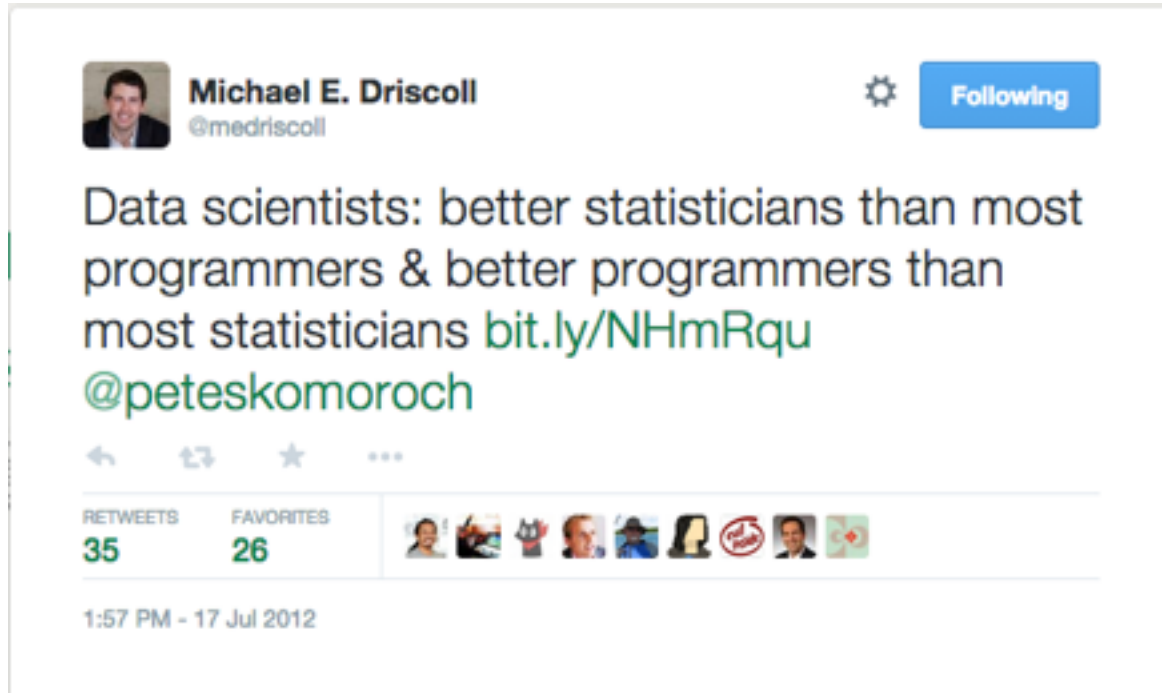 Michael E. Driscoll
@medriscoll
Following
Data scientists: better statisticians than most
programmers & better programmers than
most statisticians bit.ly/NHmRqu
@peteskomoroch
RETWEETS FAVORITES
35 26
1:57 PM - 17 Jul 2012